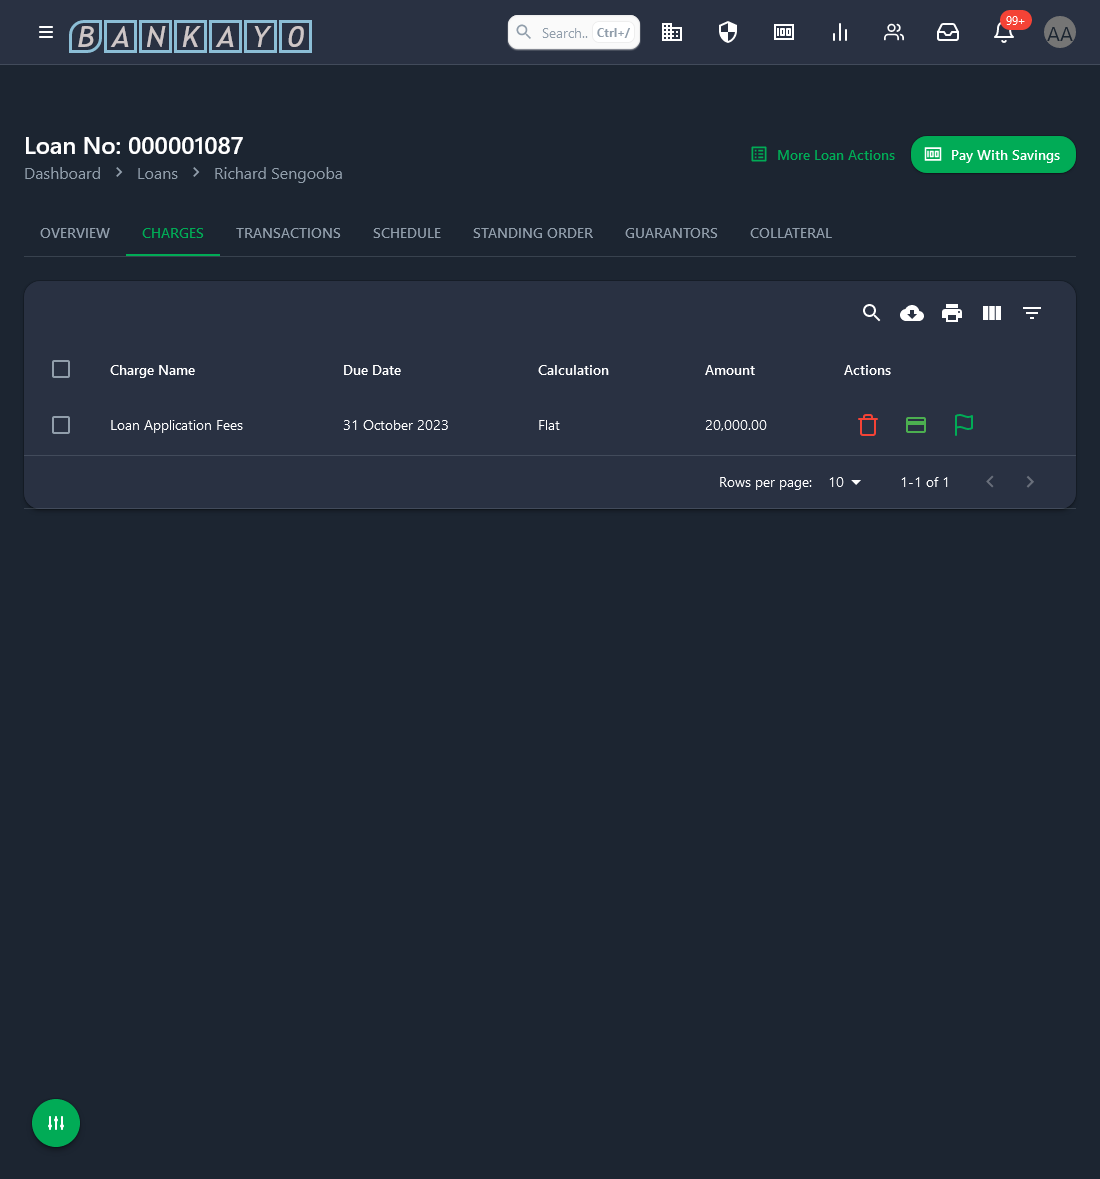 BANKAYO
Search.. Ctrl+/
99+
AA
Loan No: 000001087
Dashboard > Loans > Richard Sengooba
More Loan Actions
Pay With Savings
OVERVIEW CHARGES TRANSACTIONS SCHEDULE STANDING ORDER GUARANTORS COLLATERAL
Charge Name Due Date Calculation Amount Actions
Loan Application Fees 31 October 2023 Flat 20,000.00
Rows per page: 10 1-1 of 1